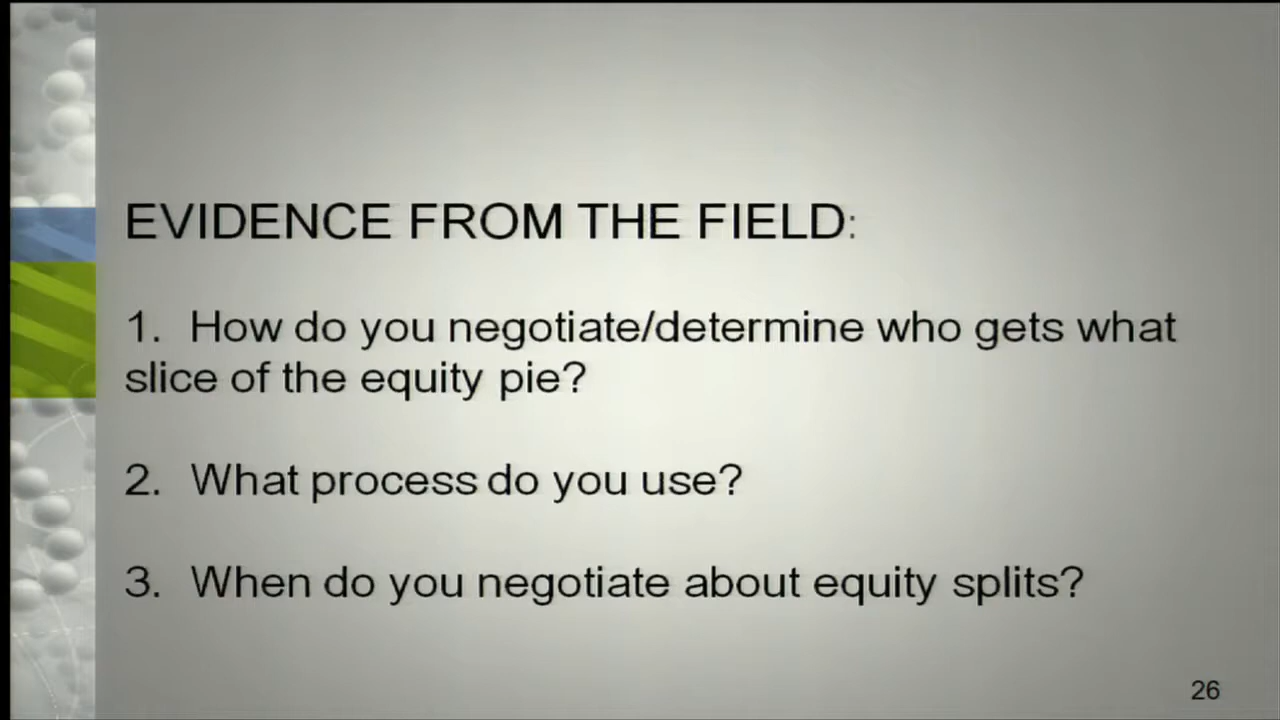 EVIDENCE FROM THE FIELD:
1. How do you negotiate/determine who gets what
slice of the equity pie?
2. What process do you use?
3. When do you negotiate about equity splits?
26